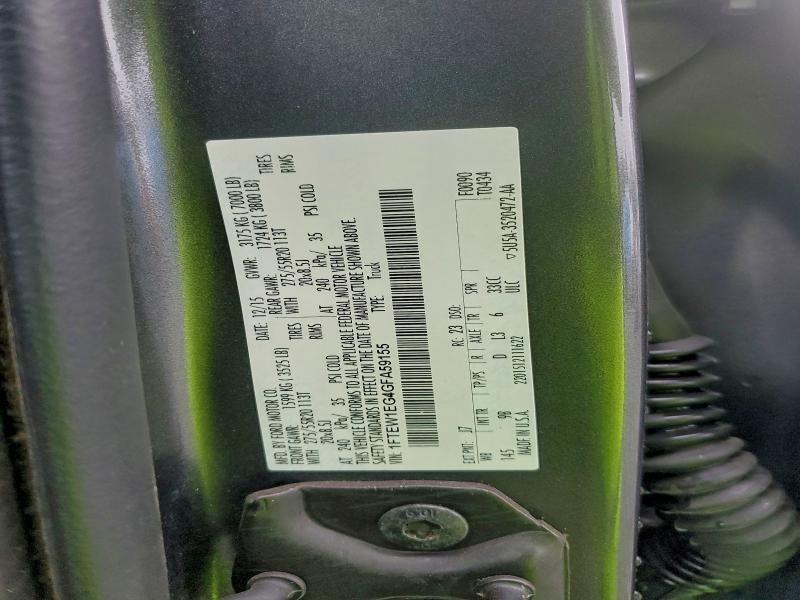 MFD. BY FORD MOTOR CO. DATE: 12/15 GVWR: 3175 KG ( 7000 LB)
FRONT GAWR: 1599 KG ( 3525 LB) REAR GAWR: 1724 KG ( 3800 LB)
WITH 275/55R20 113T TIRES WITH 275/55R20 113T TIRES
20x8.5J RIMS 20x8.5J RIMS
AT 240 kPa/ 35 PSI COLD AT 240 kPa/ 35 PSI COLD
THIS VEHICLE CONFORMS TO ALL APPLICABLE FEDERAL MOTOR VEHICLE
SAFETY STANDARDS IN EFFECT ON THE DATE OF MANUFACTURE SHOWN ABOVE.
VIN: 1FTEW1EG4GFA59155 TYPE: Truck
F0090
T0434
EXT PNT: J7 RC: 23 DSO:
WB INT TR TP/PS R AXLE TR SPR
145 9B D L3 6 33CC
MADE IN U.S.A. 220151211622 ULC ▽5U5A-3520472-AA